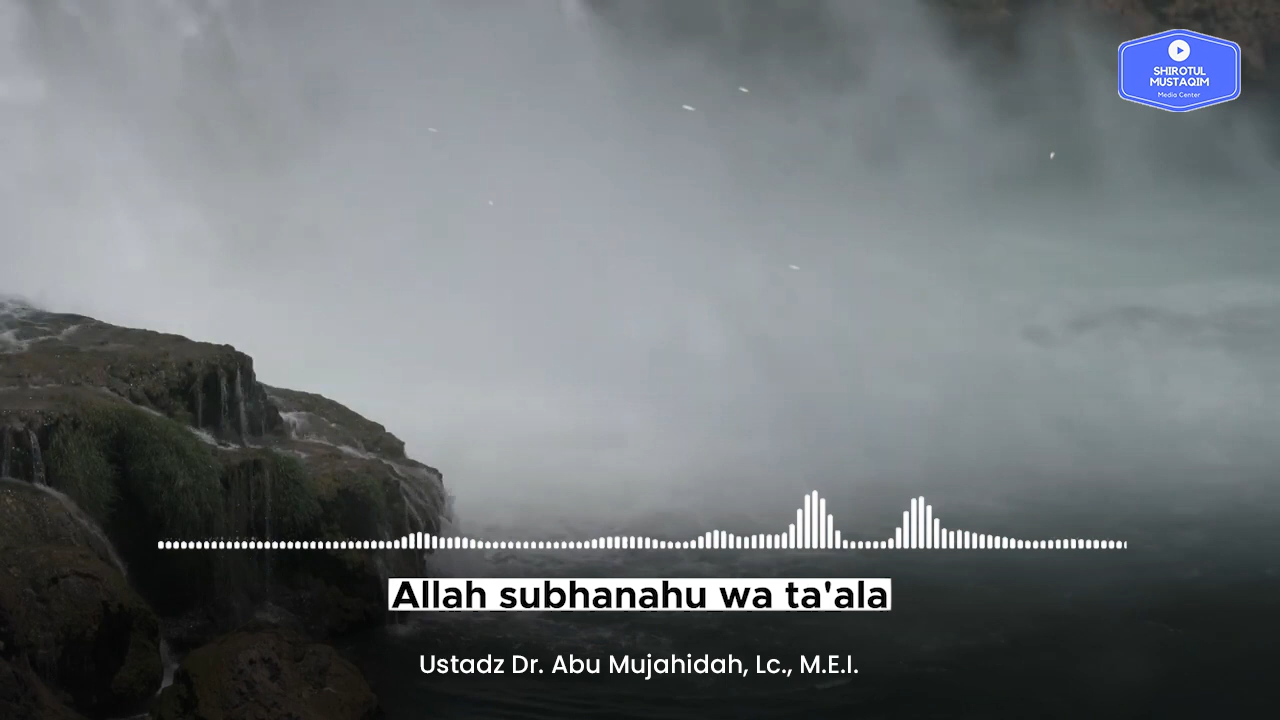 SHIROTUL
MUSTAQIM
Media Center
Allah subhanahu wa ta'ala
Ustadz Dr. Abu Mujahidah, Lc., M.E.I.